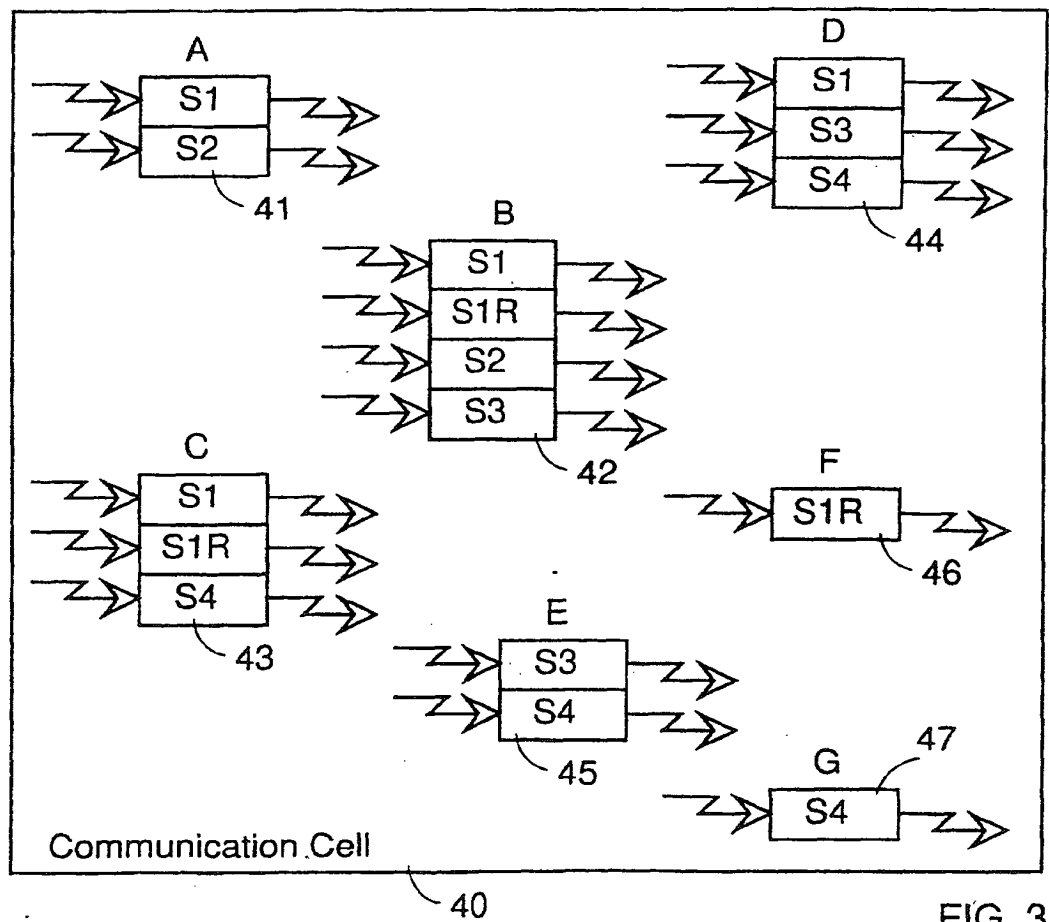 A
S1
S2
41
D
S1
S3
S4
44
B
S1
S1R
S2
S3
42
C
S1
S1R
S4
43
F
S1R
46
E
S3
S4
45
G
47
S4
Communication Cell
40
FIG. 3